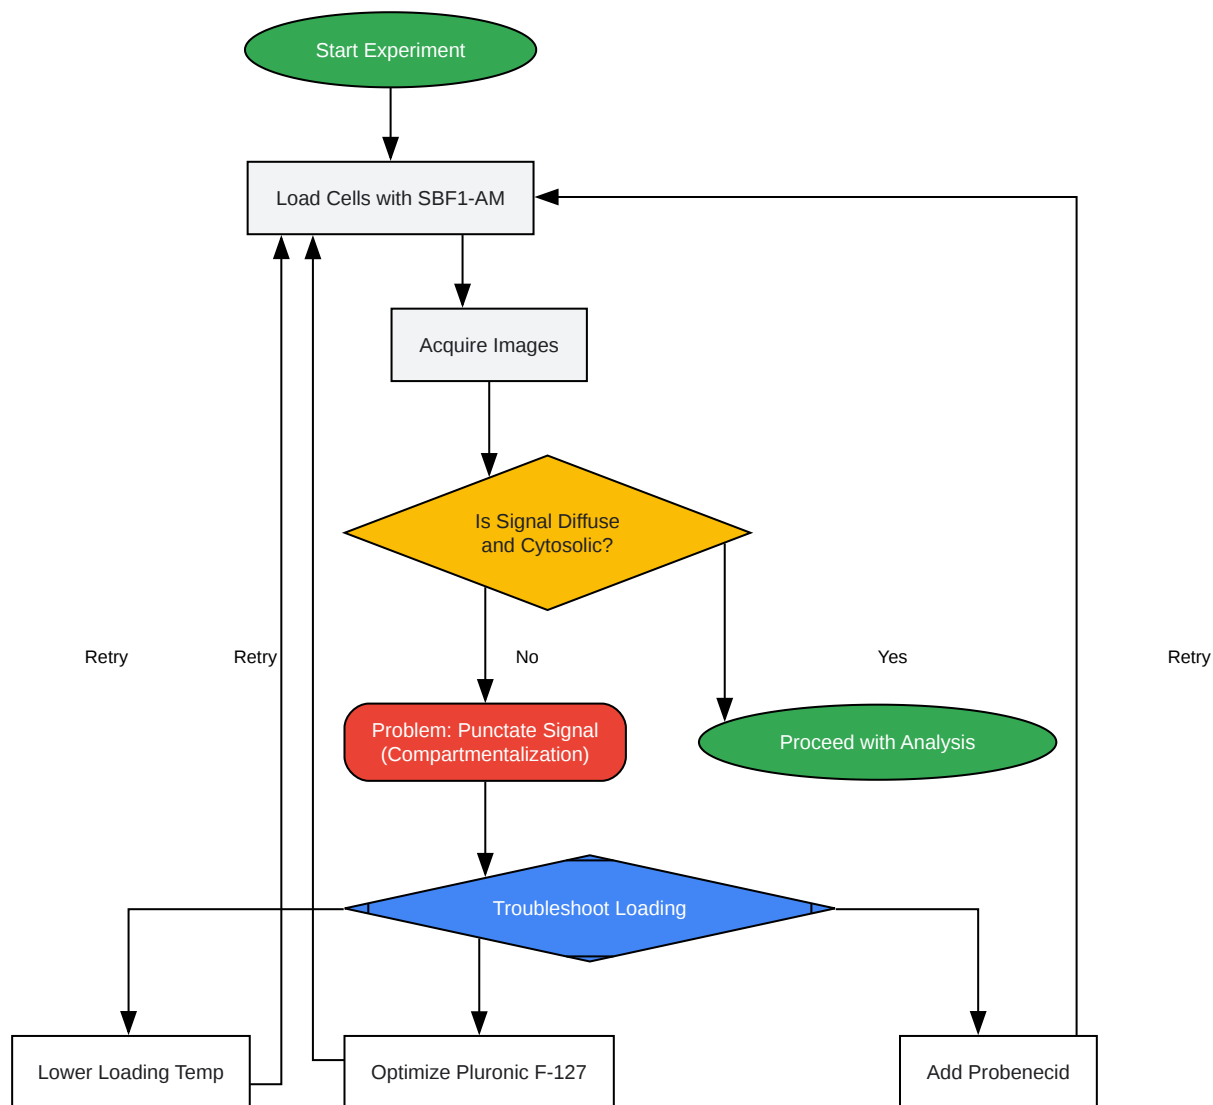 Start Experiment
Load Cells with SBF1-AM
Acquire Images
Is Signal Diffuse
and Cytosolic?
Retry
Retry
No
Yes
Retry
Problem: Punctate Signal
(Compartmentalization)
Proceed with Analysis
Troubleshoot Loading
Lower Loading Temp
Optimize Pluronic F-127
Add Probenecid